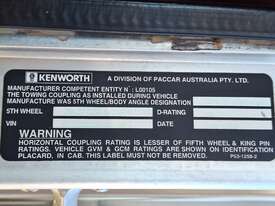 KENWORTH
A DIVISION OF PACCAR AUSTRALIA PTY. LTD.
MANUFACTURER COMPETENT ENTITY Nº : L00105
THE TOWING COUPLING AS INSTALLED DURING VEHICLE
MANUFACTURE WAS 5TH WHEEL/BODY ANGLE DESIGNATION
5TH WHEEL D-RATING
VIN DATE
WARNING
HORIZONTAL COUPLING RATING IS LESSER OF FIFTH WHEEL & KING PIN
RATINGS. VEHICLE GVM & GCM RATINGS ARE SHOWN ON IDENTIFICATION
PLACARD, IN CAB. THIS LABEL MAY NOT BE REMOVED. P53-1258-2